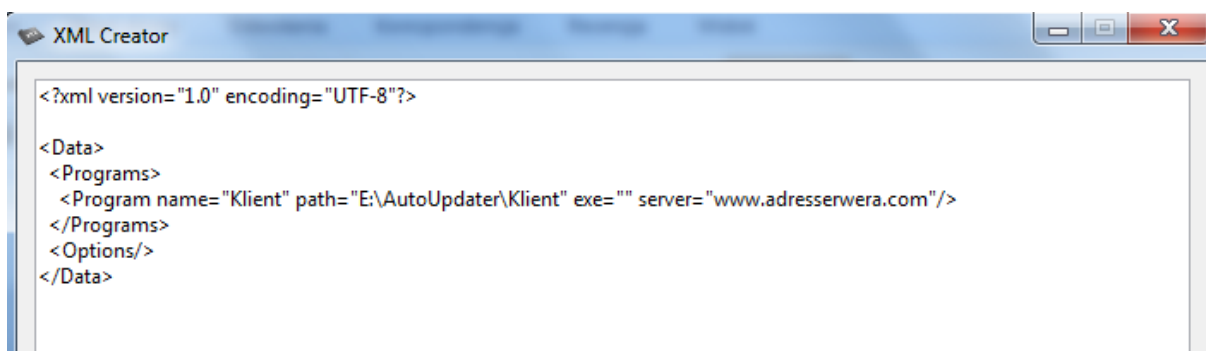 XML Creator
<?xml version="1.0" encoding="UTF-8"?>
<Data>
<Programs>
<Program name="Klient" path="E:\AutoUpdater\Klient" exe="" server="www.adresserwera.com"/>
</Programs>
<Options/>
</Data>